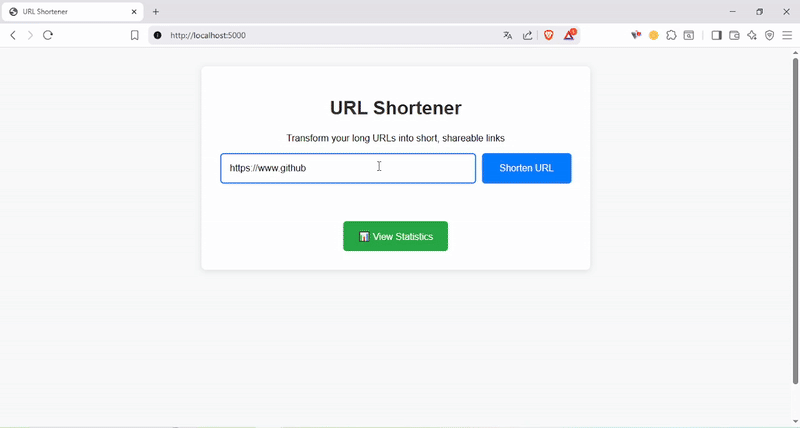 URL Shortener
http://localhost:5000
URL Shortener
Transform your long URLs into short, shareable links
https://www.github
Shorten URL
View Statistics